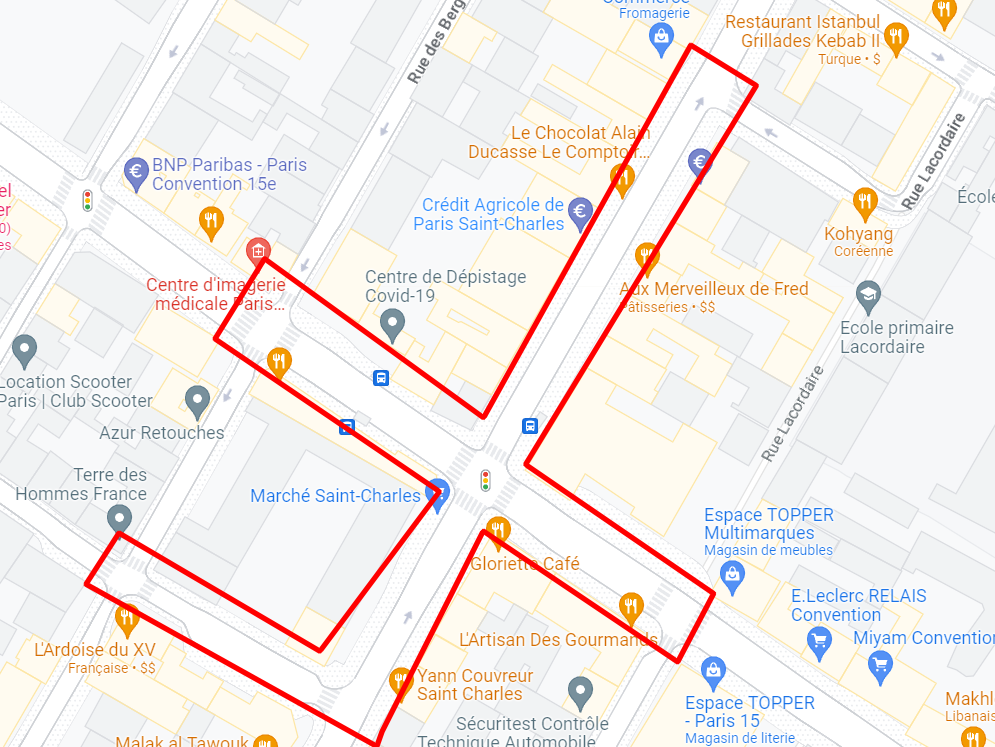 Commerce
Fromagerie
Restaurant Istanbul
Grillades Kebab II
Turque • $
Rue des Berg
Le Chocolat Alain
Ducasse Le Comptoir...
BNP Paribas - Paris
Convention 15e
Rue Lacordaire
École
el
er
0)
es
Crédit Agricole de
Paris Saint-Charles
Kohyang
Coréenne
Centre d'imagerie
médicale Paris...
Centre de Dépistage
Covid-19
Aux Merveilleux de Fred
Pâtisseries • $$
Ecole primaire
Lacordaire
Location Scooter
Paris | Club Scooter
Azur Retouches
Rue Lacordaire
Terre des
Hommes France
Marché Saint-Charles
Espace TOPPER
Multimarques
Magasin de meubles
Gloriette Café
E.Leclerc RELAIS
Convention
Miyam Convention
L'Artisan Des Gourmands
L'Ardoise du XV
Française • $$
Yann Couvreur
Saint Charles
Espace TOPPER
- Paris 15
Magasin de literie
Makhl
Libanais
Sécuritest Contrôle
Technique Automobile
Malak al Tawouk